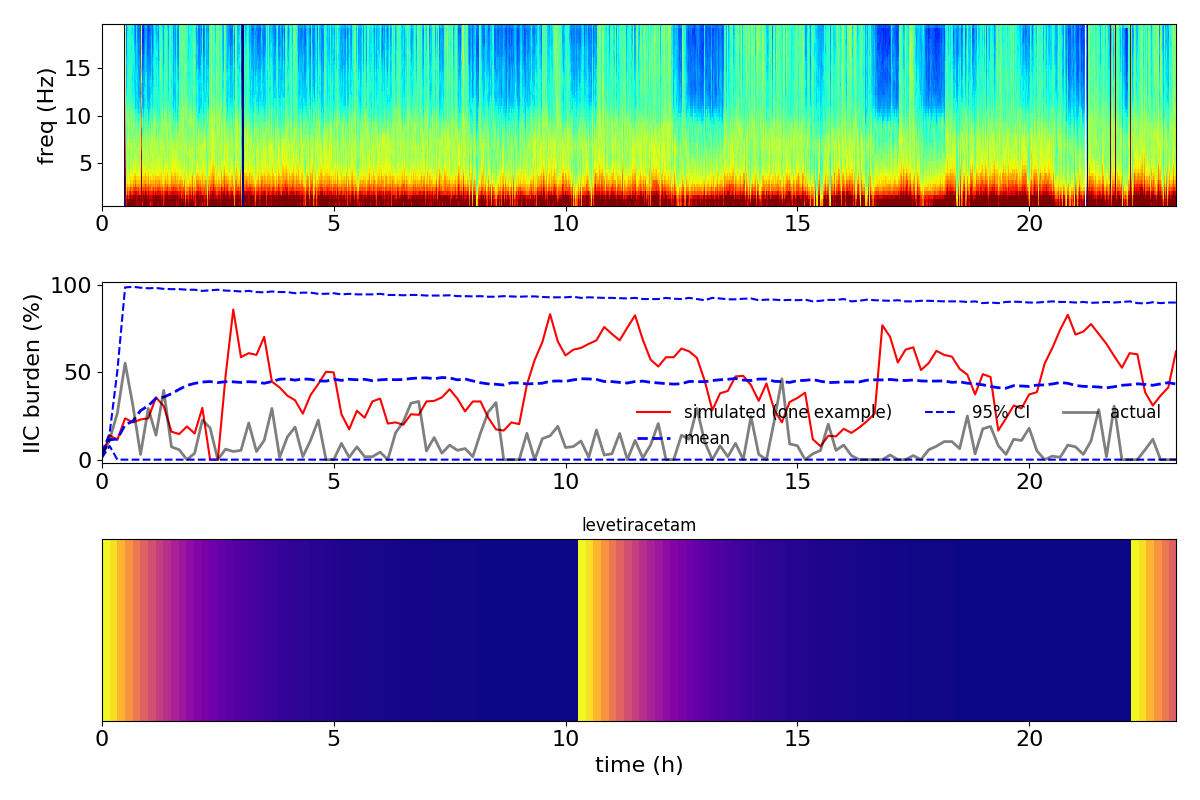 freq (Hz)
15
10
5
0 5 10 15 20
IIC burden (%)
100
50
0
simulated (one example) 95% CI actual
mean
0 5 10 15 20
levetiracetam
0 5 10 15 20
time (h)